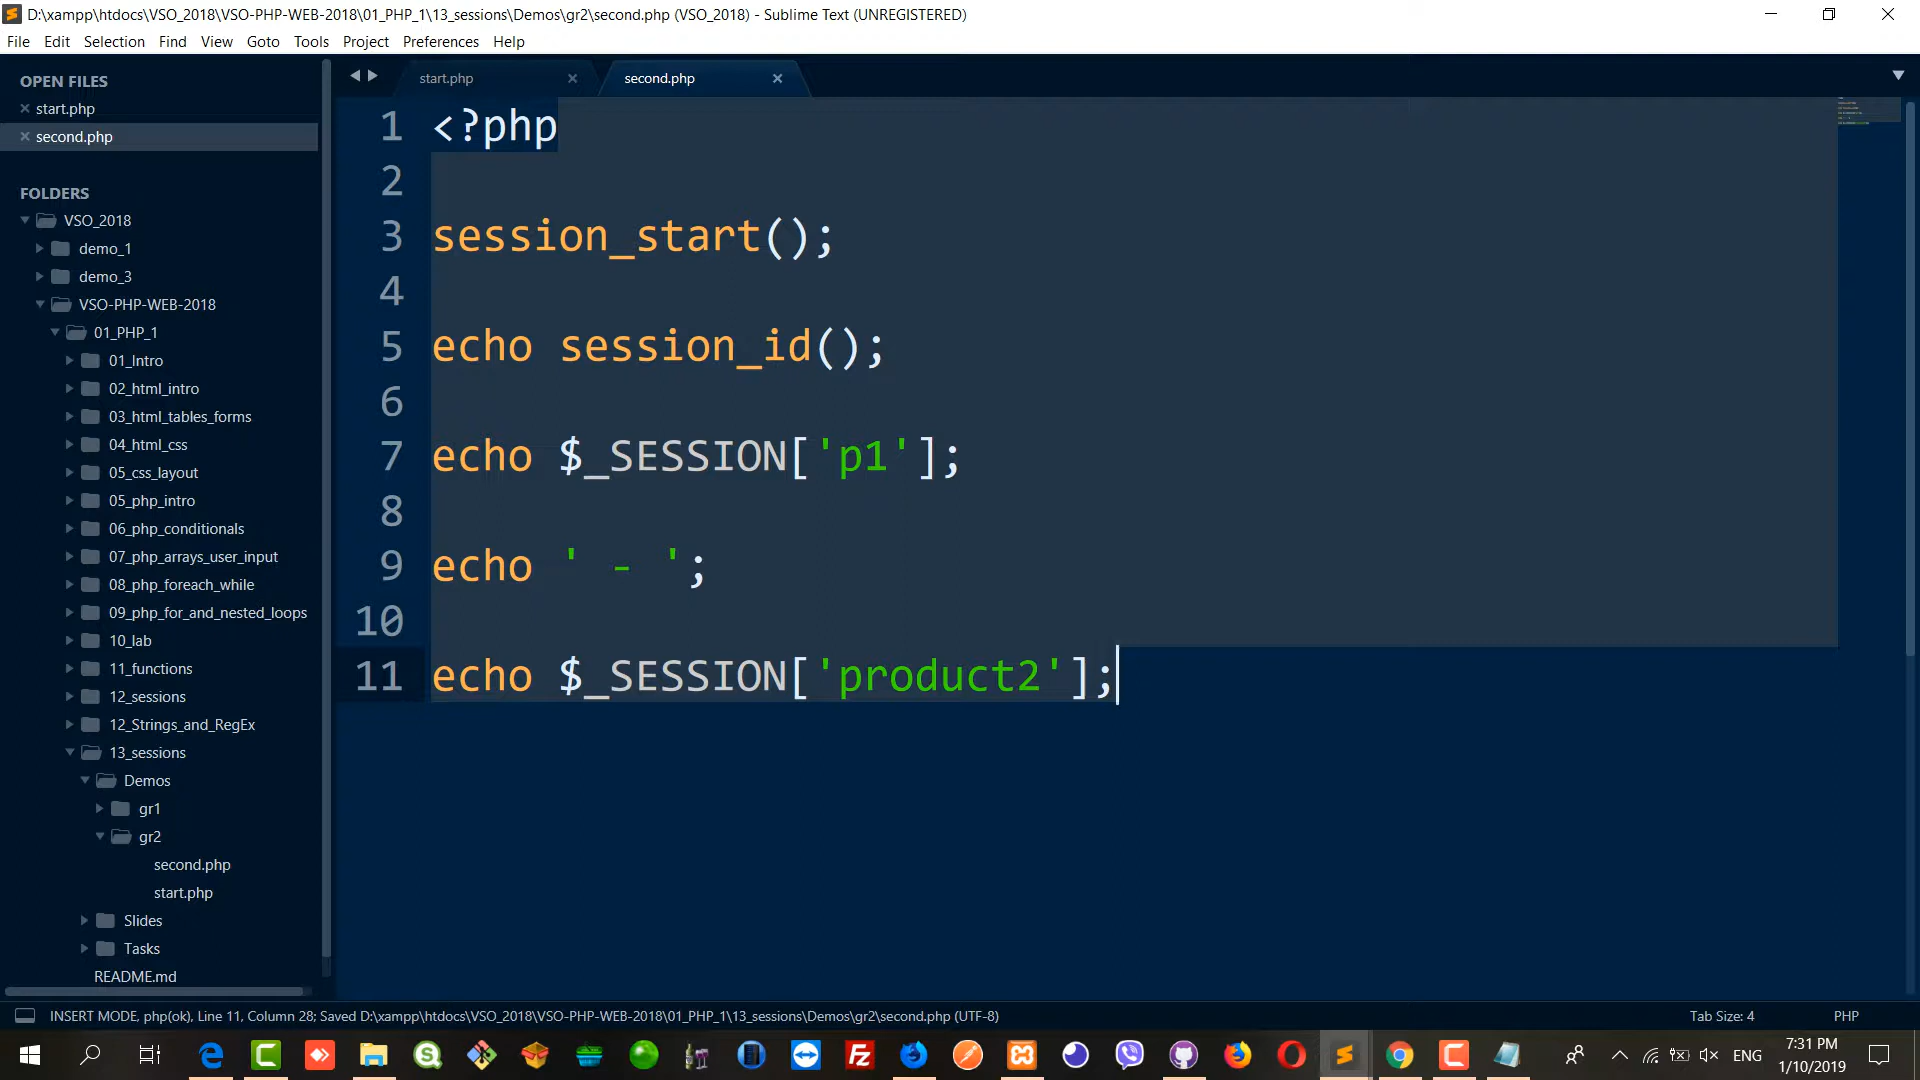 D:\xampp\htdocs\VSO_2018\VSO-PHP-WEB-2018\01_PHP_1\13_sessions\Demos\gr2\second.php (VSO_2018) - Sublime Text (UNREGISTERED)
File Edit Selection Find View Goto Tools Project Preferences Help
OPEN FILES
start.php
second.php
FOLDERS
VSO_2018
demo_1
demo_3
VSO-PHP-WEB-2018
01_PHP_1
01_Intro
02_html_intro
03_html_tables_forms
04_html_css
05_css_layout
05_php_intro
06_php_conditionals
07_php_arrays_user_input
08_php_foreach_while
09_php_for_and_nested_loops
10_lab
11_functions
12_sessions
12_Strings_and_RegEx
13_sessions
Demos
gr1
gr2
second.php
start.php
Slides
Tasks
README.md
start.php second.php
1 <?php
2
3 session_start();
4
5 echo session_id();
6
7 echo $_SESSION['p1'];
8
9 echo ' - ';
10
11 echo $_SESSION['product2'];
INSERT MODE, php(ok), Line 11, Column 28; Saved D:\xampp\htdocs\VSO_2018\VSO-PHP-WEB-2018\01_PHP_1\13_sessions\Demos\gr2\second.php (UTF-8) Tab Size: 4 PHP
ENG
7:31 PM
1/10/2019